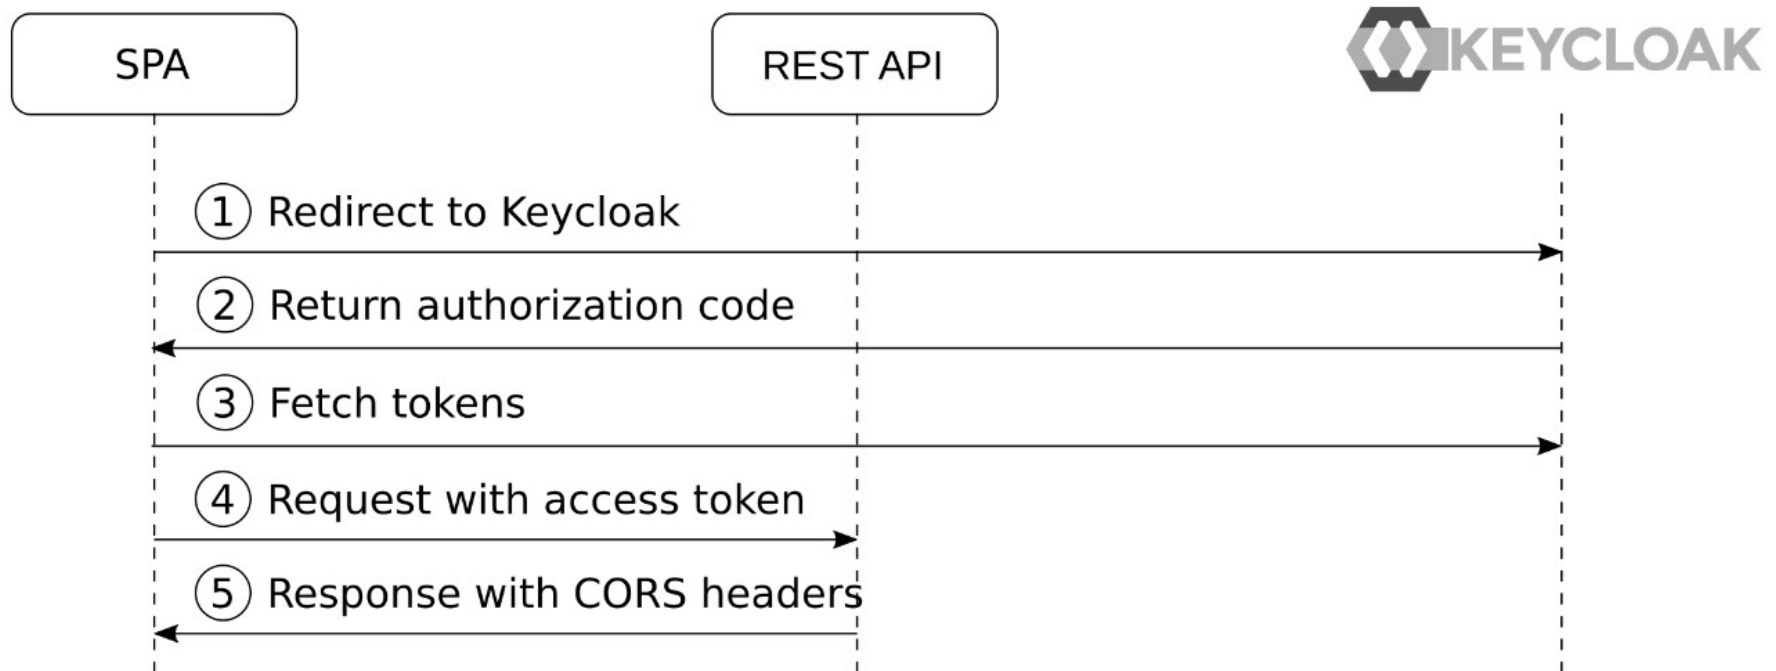 SPA
REST API
KEYCLOAK
1 Redirect to Keycloak
2 Return authorization code
3 Fetch tokens
4 Request with access token
5 Response with CORS headers